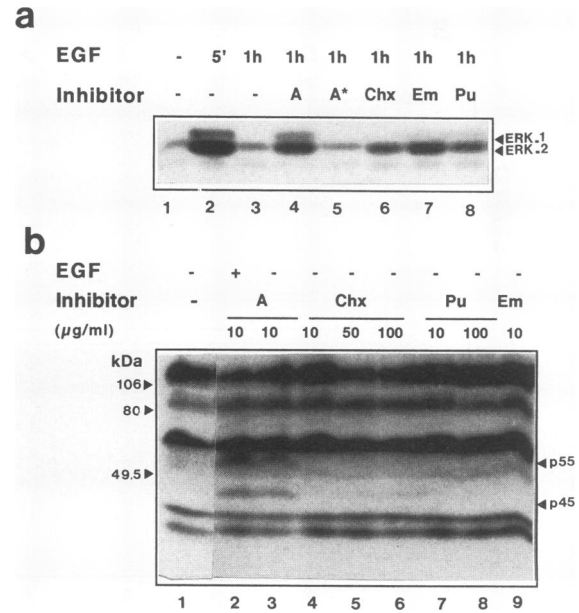 a
EGF - 5' 1h 1h 1h 1h 1h 1h
Inhibitor - - - A A* Chx Em Pu
ERK-1
ERK-2
1 2 3 4 5 6 7 8
b
EGF - + - - - - - - -
Inhibitor - A Chx Pu Em
(µg/ml) 10 10 10 50 100 10 100 10
kDa
106
80
49.5
p55
p45
1 2 3 4 5 6 7 8 9